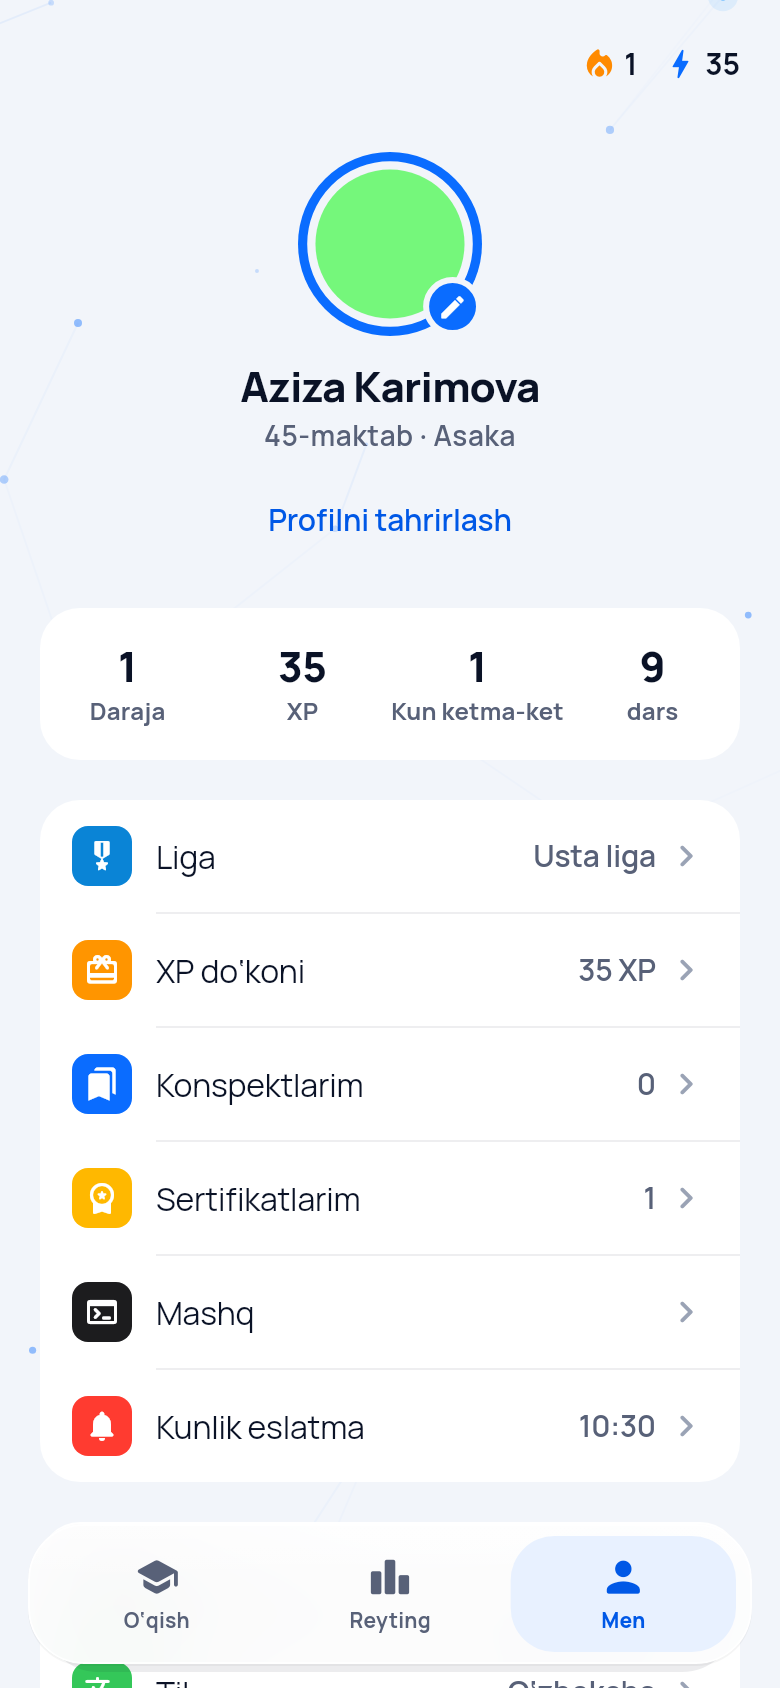 1 35
Aziza Karimova
45-maktab · Asaka
Profilni tahrirlash
1 35 1 9
Daraja XP Kun ketma-ket dars
Liga Usta liga
XP do‘koni 35 XP
Konspektlarim 0
Sertifikatlarim 1
Mashq
Kunlik eslatma 10:30
O‘qish Reyting Men
Til O‘zbekcha